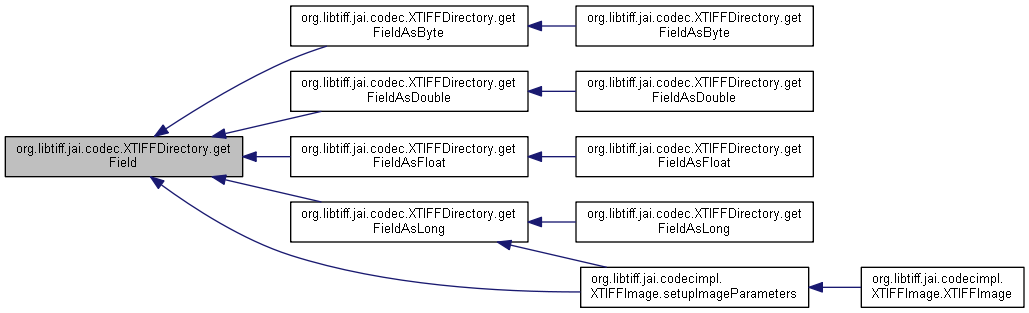 org.libtiff.jai.codec.XTIFFDirectory.get
FieldAsByte
org.libtiff.jai.codec.XTIFFDirectory.get
FieldAsByte
org.libtiff.jai.codec.XTIFFDirectory.get
FieldAsDouble
org.libtiff.jai.codec.XTIFFDirectory.get
FieldAsDouble
org.libtiff.jai.codec.XTIFFDirectory.get
Field
org.libtiff.jai.codec.XTIFFDirectory.get
FieldAsFloat
org.libtiff.jai.codec.XTIFFDirectory.get
FieldAsFloat
org.libtiff.jai.codec.XTIFFDirectory.get
FieldAsLong
org.libtiff.jai.codec.XTIFFDirectory.get
FieldAsLong
org.libtiff.jai.codecimpl.
XTIFFImage.setupImageParameters
org.libtiff.jai.codecimpl.
XTIFFImage.XTIFFImage